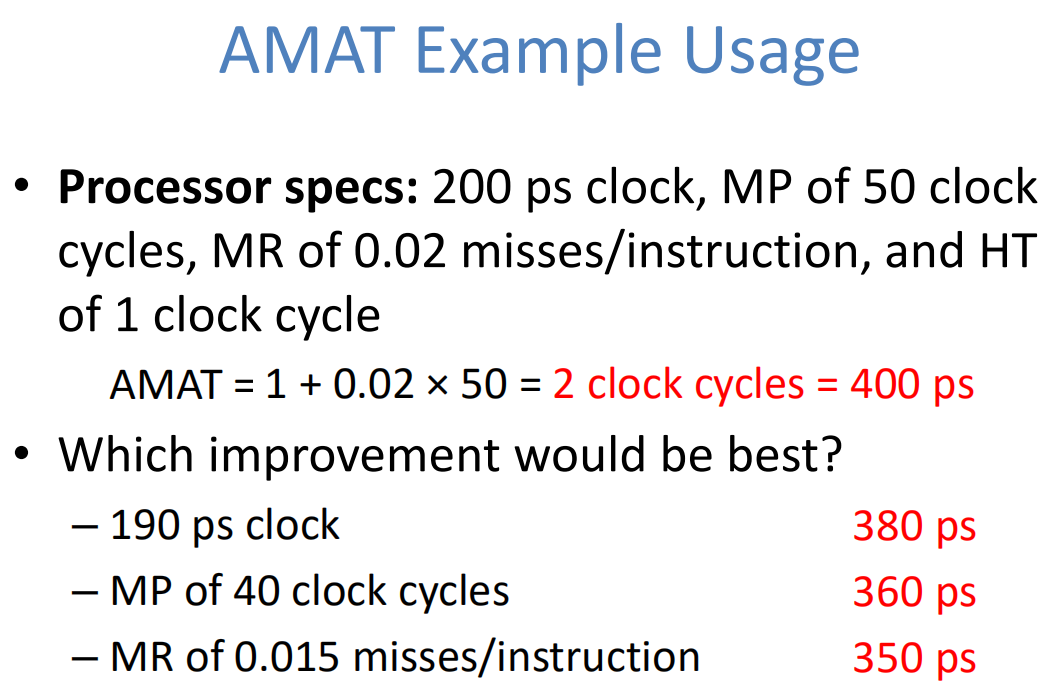 AMAT Example Usage
• Processor specs: 200 ps clock, MP of 50 clock
cycles, MR of 0.02 misses/instruction, and HT
of 1 clock cycle
AMAT = 1 + 0.02 × 50 = 2 clock cycles = 400 ps
• Which improvement would be best?
– 190 ps clock 380 ps
– MP of 40 clock cycles 360 ps
– MR of 0.015 misses/instruction 350 ps